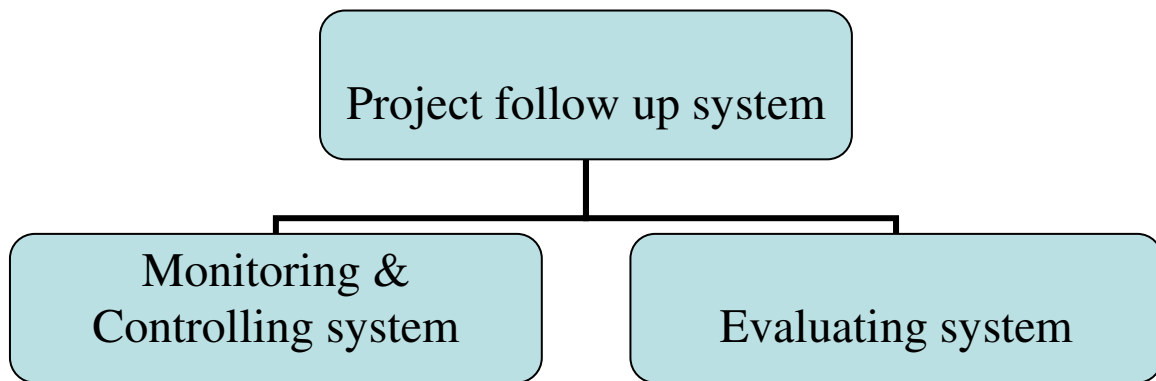 Project follow up system
Monitoring &
Controlling system
Evaluating system